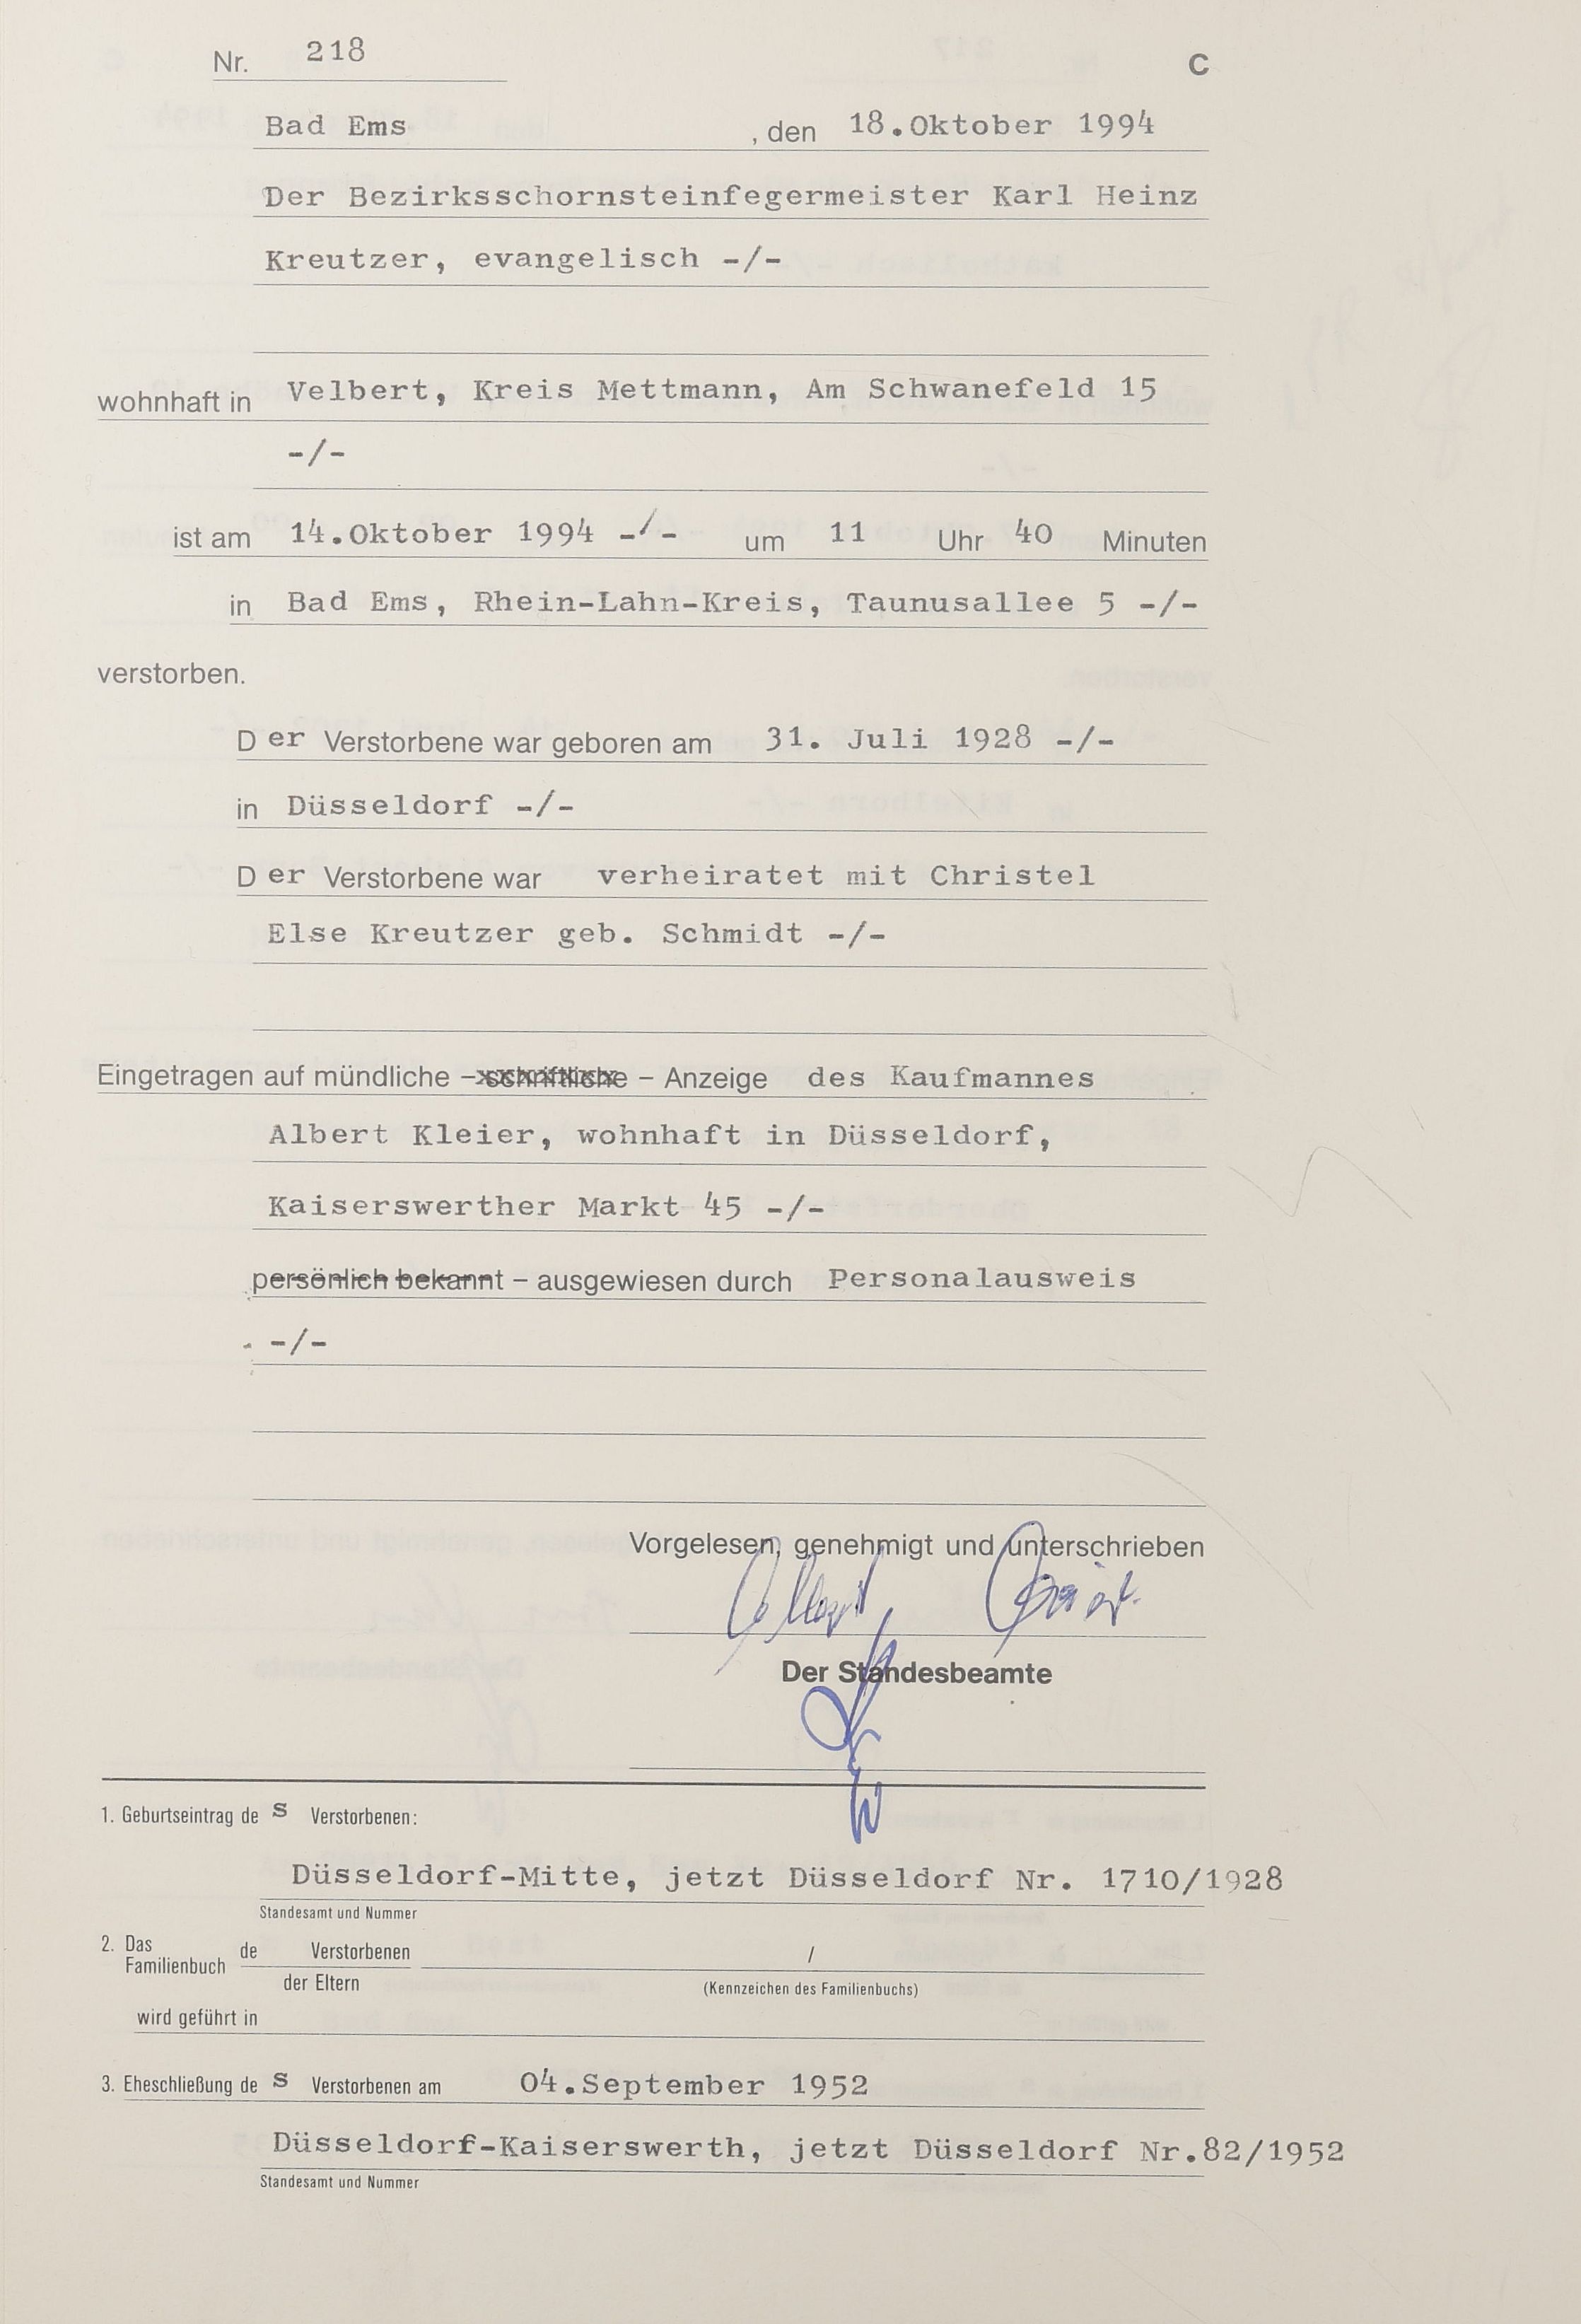 Nr. 218 C
Bad Ems, den 18.Oktober 1994
Der Bezirksschornsteinfegermeister Karl Heinz
Kreutzer, evangelisch -/-
wohnhaft in Velbert, Kreis Mettmann, Am Schwanefeld 15
-/-
ist am 14.Oktober 1994 -/- um 11 Uhr 40 Minuten
in Bad Ems, Rhein-Lahn-Kreis, Taunusallee 5 -/-
verstorben.
Der Verstorbene war geboren am 31. Juli 1928 -/-
in Düsseldorf -/-
Der Verstorbene war verheiratet mit Christel
Else Kreutzer geb. Schmidt -/-
Eingetragen auf mündliche – schriftliche – Anzeige des Kaufmannes
Albert Kleier, wohnhaft in Düsseldorf,
Kaiserswerther Markt 45 -/-
persönlich bekannt – ausgewiesen durch Personalausweis
-/-
Vorgelesen, genehmigt und unterschrieben
Der Standesbeamte
1. Geburtseintrag des Verstorbenen:
Düsseldorf-Mitte, jetzt Düsseldorf Nr. 1710/1928
Standesamt und Nummer
2. Das Familienbuch de Verstorbenen /
der Eltern (Kennzeichen des Familienbuchs)
wird geführt in
3. Eheschließung des Verstorbenen am 04.September 1952
Düsseldorf-Kaiserswerth, jetzt Düsseldorf Nr.82/1952
Standesamt und Nummer